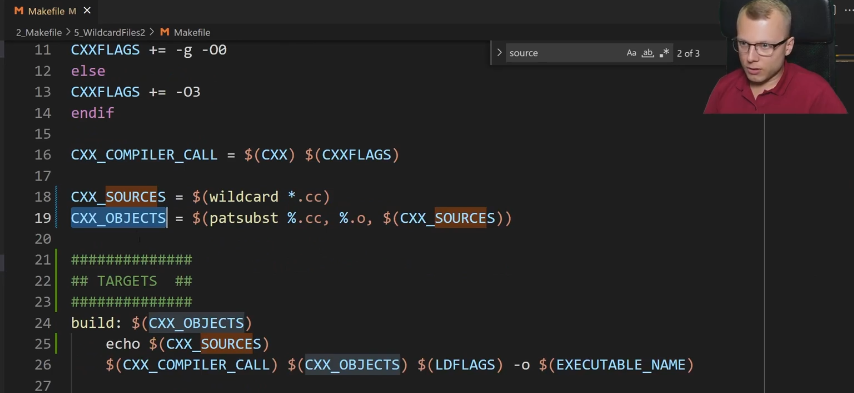 Makefile M ×
2_Makefile > 5_WildcardFiles2 > Makefile
source Aa ab 2 of 3
11 CXXFLAGS += -g -O0
12 else
13 CXXFLAGS += -O3
14 endif
15
16 CXX_COMPILER_CALL = $(CXX) $(CXXFLAGS)
17
18 CXX_SOURCES = $(wildcard *.cc)
19 CXX_OBJECTS = $(patsubst %.cc, %.o, $(CXX_SOURCES))
20
21 ##############
22 ## TARGETS ##
23 ##############
24 build: $(CXX_OBJECTS)
25 echo $(CXX_SOURCES)
26 $(CXX_COMPILER_CALL) $(CXX_OBJECTS) $(LDFLAGS) -o $(EXECUTABLE_NAME)
27